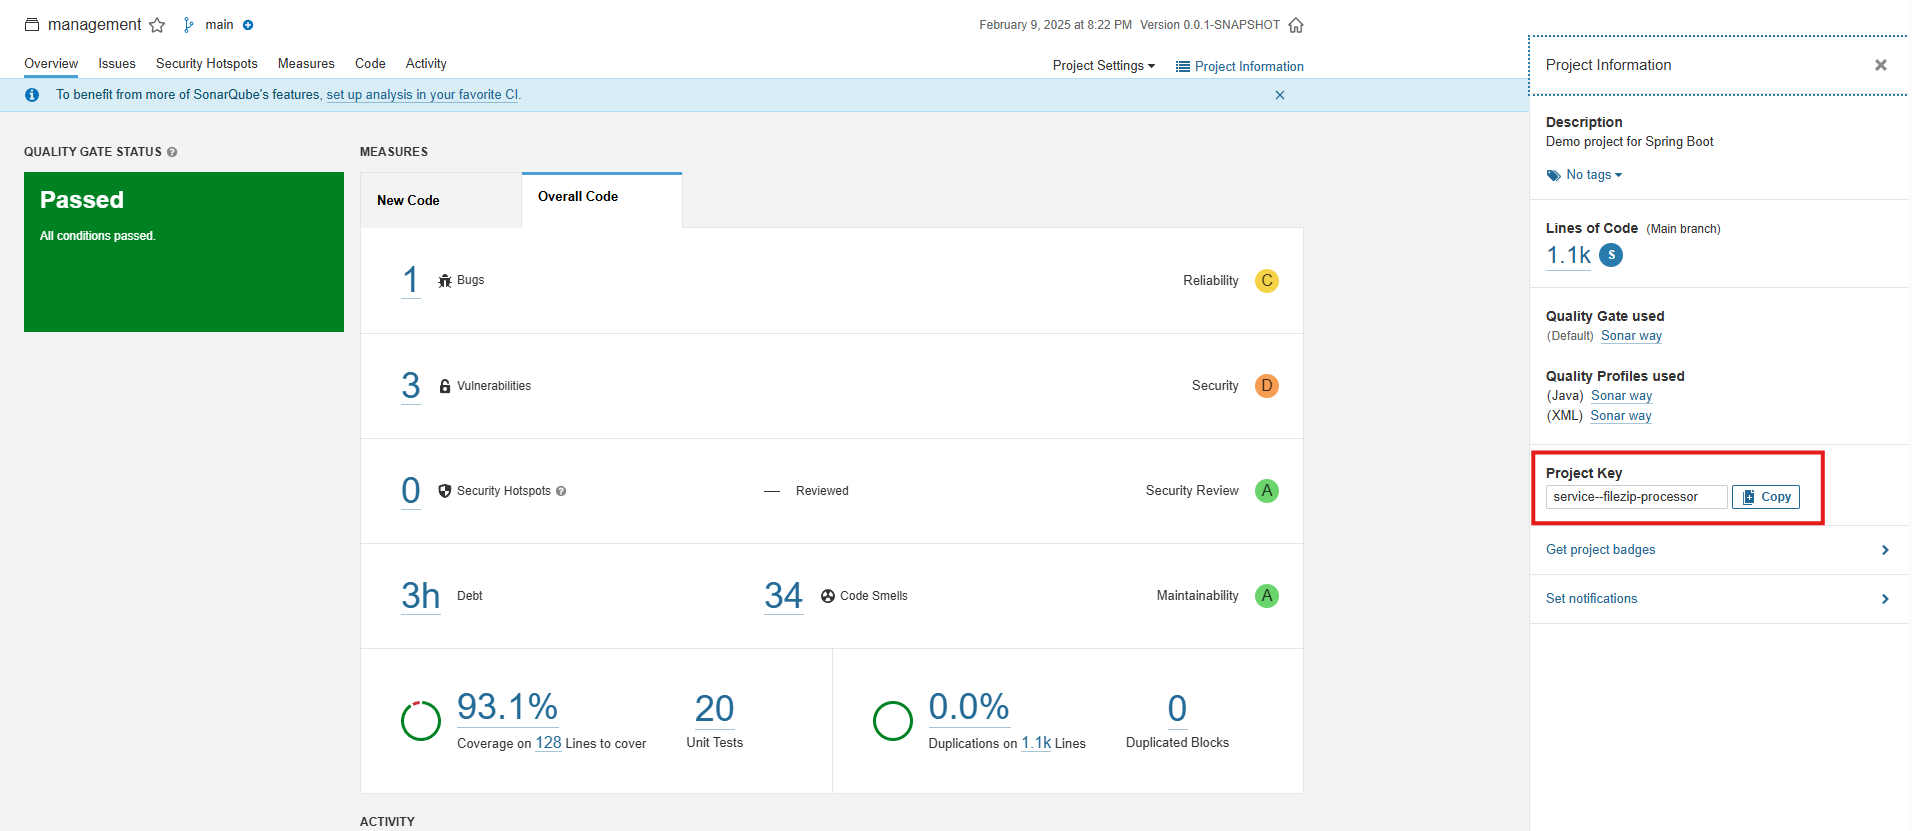 management main
February 9, 2025 at 8:22 PM Version 0.0.1-SNAPSHOT
Overview Issues Security Hotspots Measures Code Activity
Project Settings Project Information
To benefit from more of SonarQube's features, set up analysis in your favorite CI.
QUALITY GATE STATUS
Passed
All conditions passed.
MEASURES
New Code Overall Code
1 Bugs Reliability C
3 Vulnerabilities Security D
0 Security Hotspots — Reviewed Security Review A
3h Debt 34 Code Smells Maintainability A
93.1%
Coverage on 128 Lines to cover
20
Unit Tests
0.0%
Duplications on 1.1k Lines
0
Duplicated Blocks
ACTIVITY
Project Information
Description
Demo project for Spring Boot
No tags
Lines of Code (Main branch)
1.1k S
Quality Gate used
(Default) Sonar way
Quality Profiles used
(Java) Sonar way
(XML) Sonar way
Project Key
service--filezip-processor Copy
Get project badges
Set notifications